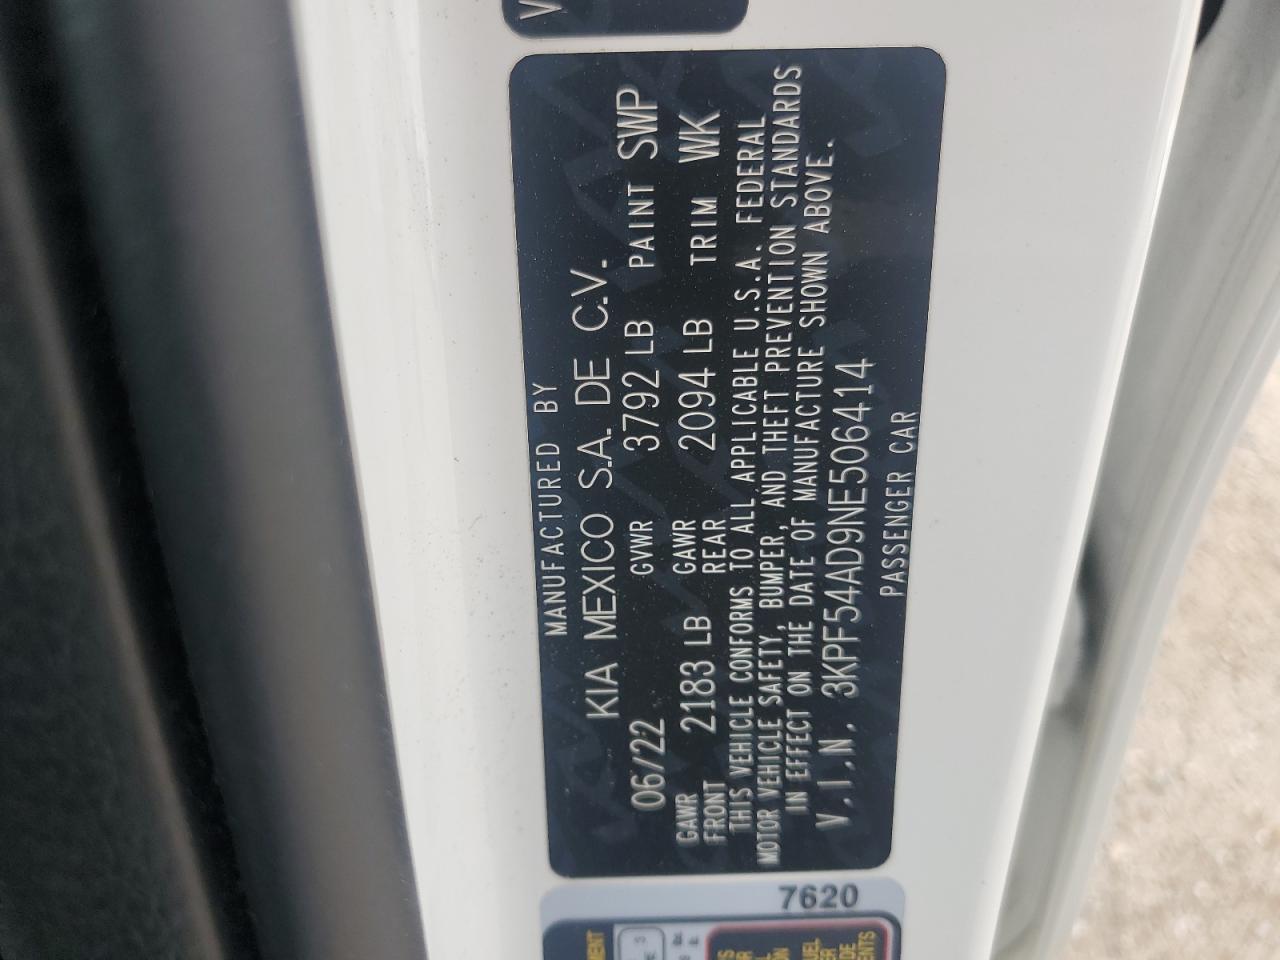 MANUFACTURED BY
KIA MEXICO S.A. DE C.V.
06/22 GVWR 3792 LB PAINT SWP
GAWR FRONT 2183 LB GAWR REAR 2094 LB TRIM WK
THIS VEHICLE CONFORMS TO ALL APPLICABLE U.S.A. FEDERAL
MOTOR VEHICLE SAFETY, BUMPER, AND THEFT PREVENTION STANDARDS
IN EFFECT ON THE DATE OF MANUFACTURE SHOWN ABOVE.
V.I.N. 3KPF54AD9NE506414
PASSENGER CAR
7620